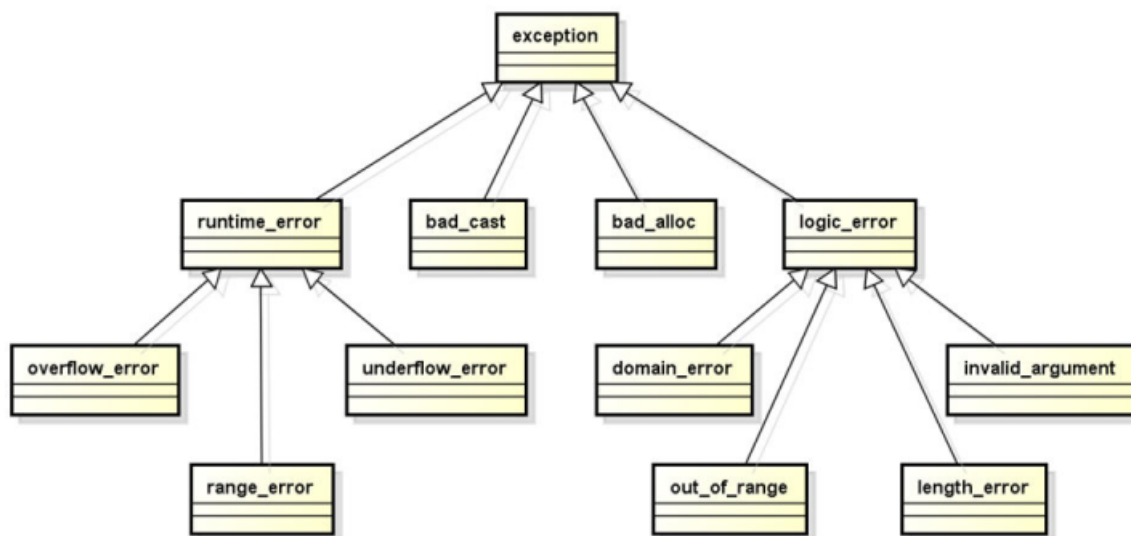 exception
runtime_error
bad_cast
bad_alloc
logic_error
overflow_error
underflow_error
domain_error
invalid_argument
range_error
out_of_range
length_error